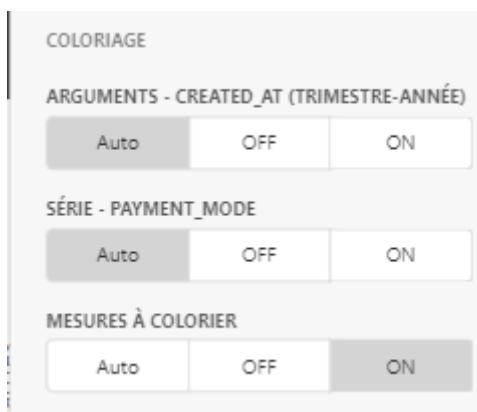 COLORIAGE
ARGUMENTS - CREATED_AT (TRIMESTRE-ANNÉE)
Auto OFF ON
SÉRIE - PAYMENT_MODE
Auto OFF ON
MESURES À COLORIER
Auto OFF ON